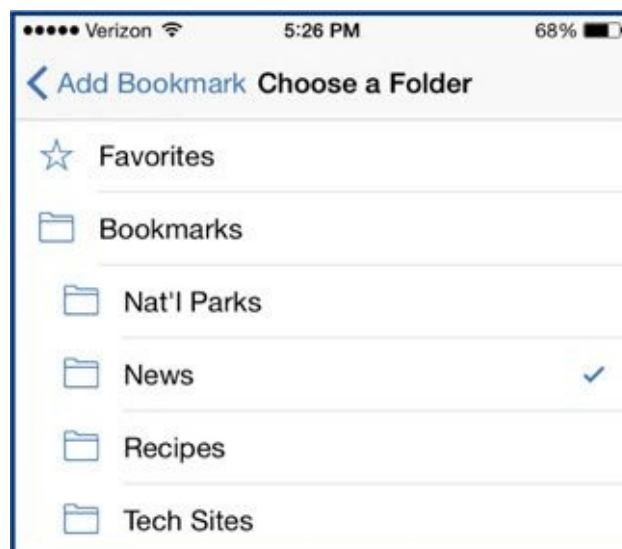 Verizon 5:26 PM 68%
Add Bookmark Choose a Folder
Favorites
Bookmarks
Nat'l Parks
News
Recipes
Tech Sites